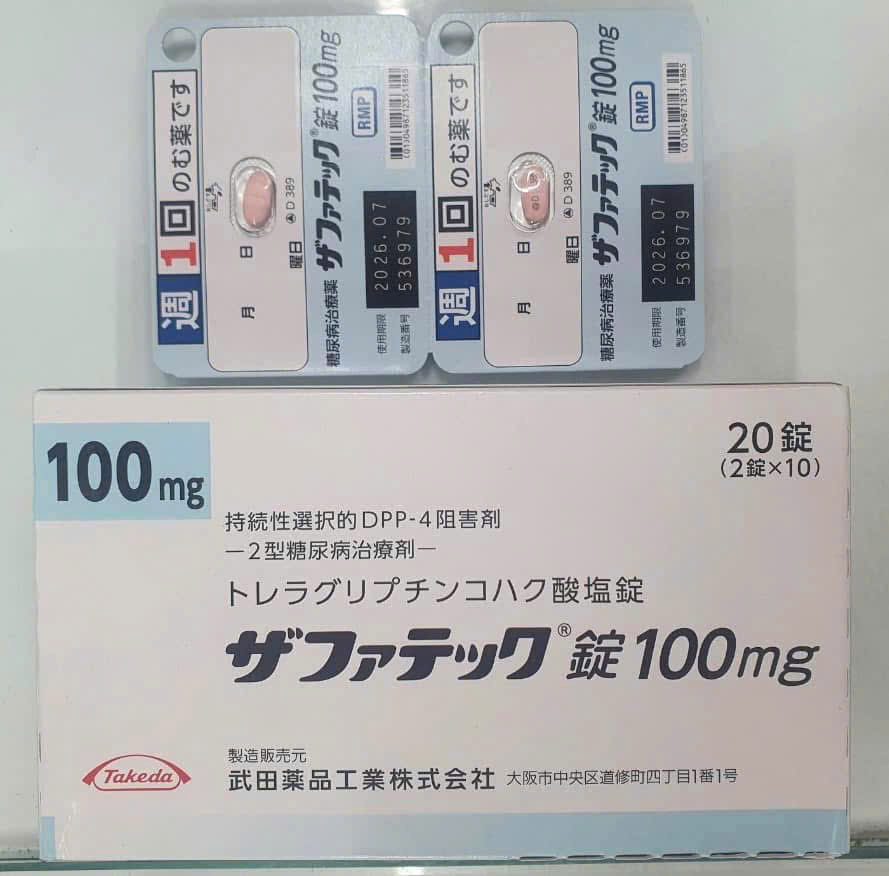 週1回のむ薬です
月 日 曜日
D 389
糖尿病治療薬 ザファテック®錠100mg
RMP
使用期限 2026.07
製造番号 536979
(01)04987123511865
週1回のむ薬です
月 日 曜日
D 389
糖尿病治療薬 ザファテック®錠100mg
RMP
使用期限 2026.07
製造番号 536979
(01)04987123511865
100mg
20錠
(2錠×10)
持続性選択的DPP-4阻害剤
―2型糖尿病治療剤―
トレラグリプチンコハク酸塩錠
ザファテック®錠100mg
Takeda
製造販売元
武田薬品工業株式会社 大阪市中央区道修町四丁目1番1号